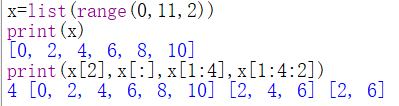 x=list(range(0,11,2))
print(x)
[0, 2, 4, 6, 8, 10]
print(x[2],x[:],x[1:4],x[1:4:2])
4 [0, 2, 4, 6, 8, 10] [2, 4, 6] [2, 6]